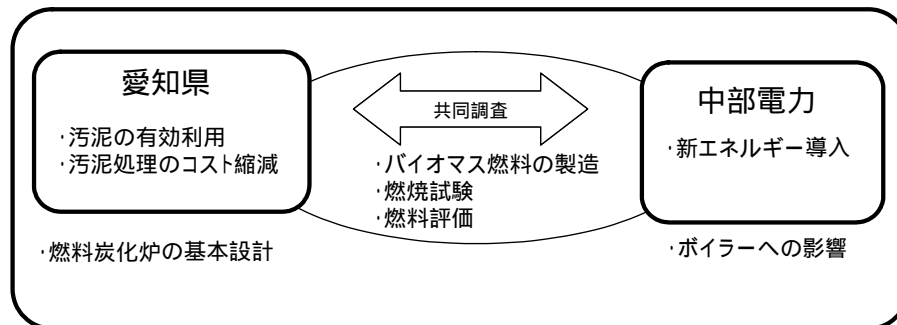 愛知県
・汚泥の有効利用
・汚泥処理のコスト縮減
・燃料炭化炉の基本設計
共同調査
・バイオマス燃料の製造
・燃焼試験
・燃料評価
中部電力
・新エネルギー導入
・ボイラーへの影響